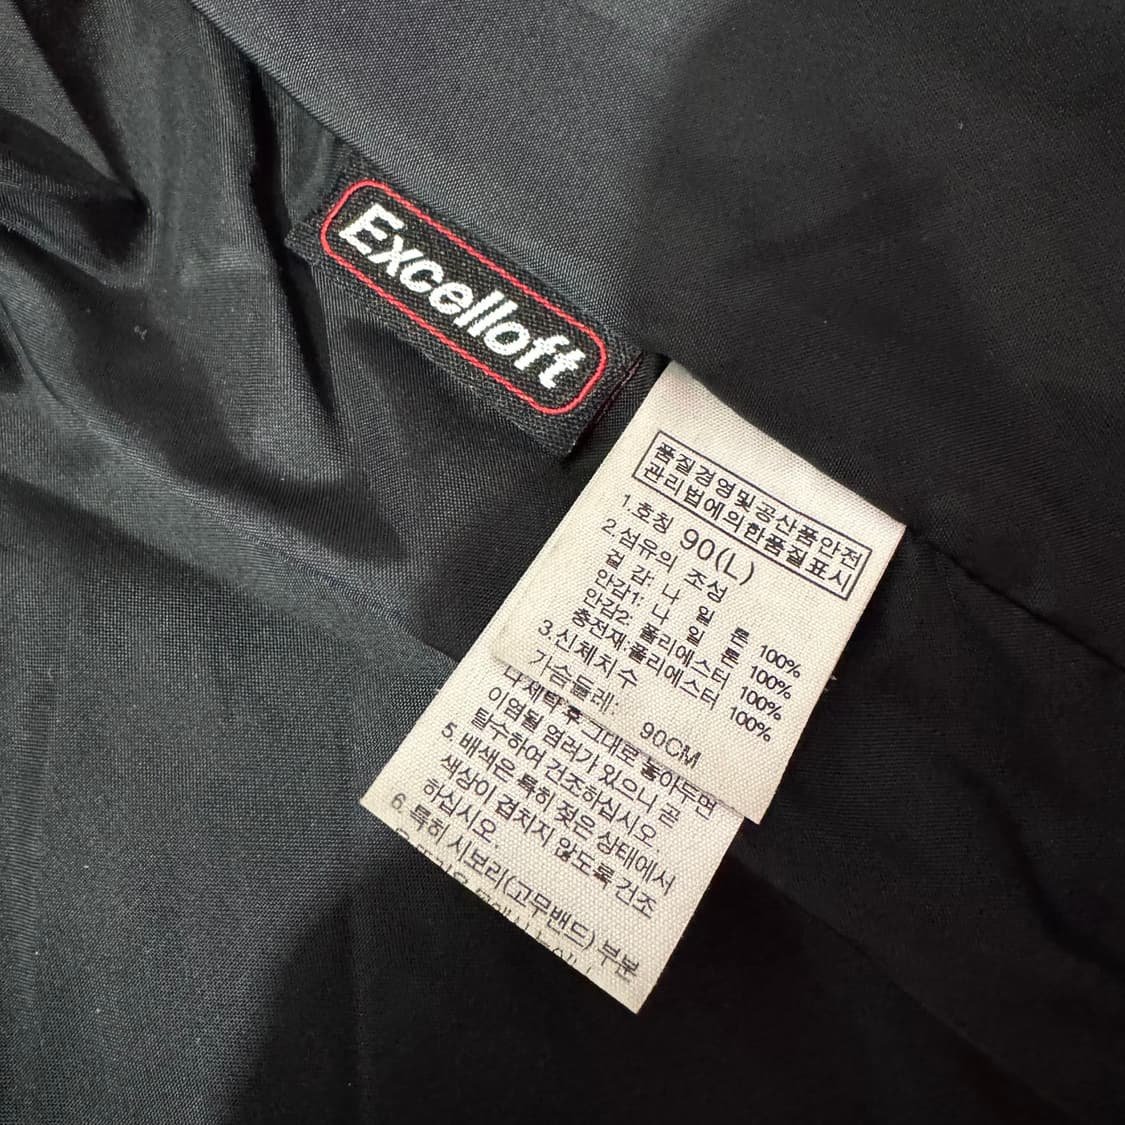 Excelloft
품질경영및공산품안전
관리법에의한품질표시
1.호칭 90(L)
2.섬유의 조성
겉 감: 나 일 론 100%
안감1: 나 일 론 100%
안감2: 폴리에스터 100%
충전재:폴리에스터 100%
3.신체치수
가슴둘레: 90CM
세탁후 그대로 놓아두면
이염될 염려가 있으니 곧
탈수하여 건조하십시오.
5.배색은 특히 젖은 상태에서
색상이 겹치지 않도록 건조
하십시오.
6.특히 시보리(고무밴드) 부분